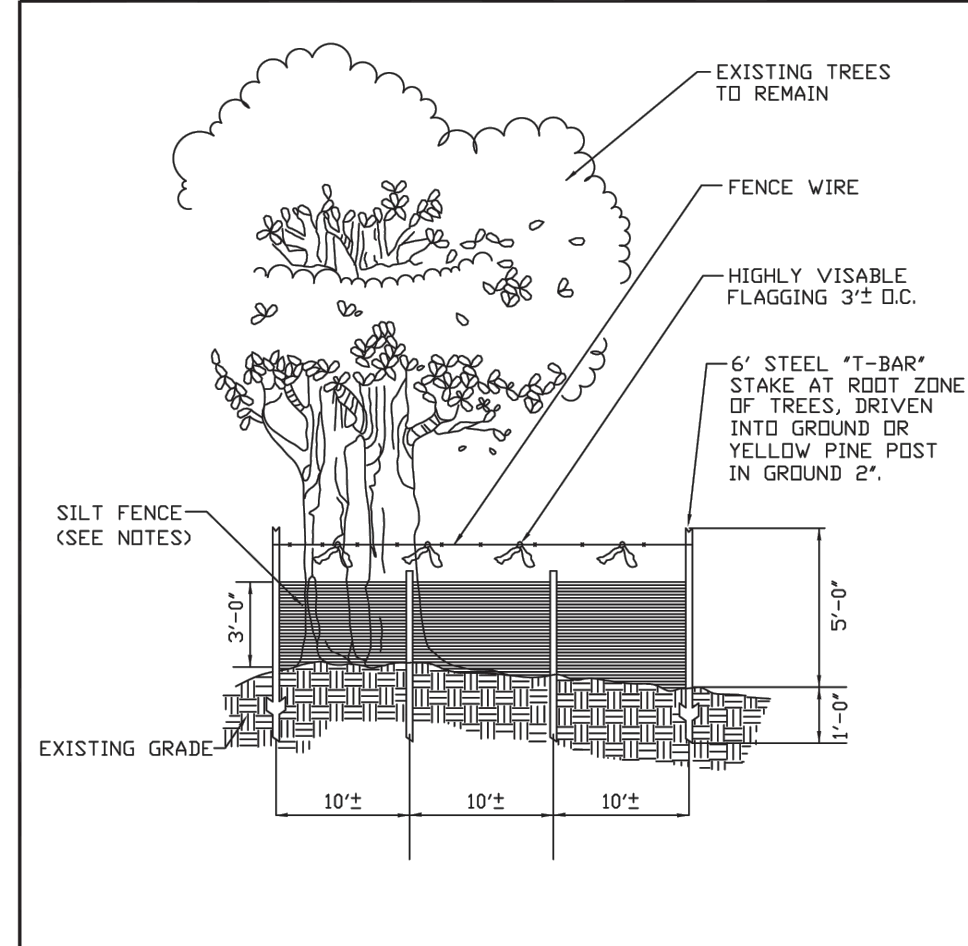 EXISTING TREES
TO REMAIN
FENCE WIRE
HIGHLY VISABLE
FLAGGING 3'± O.C.
6' STEEL "T-BAR"
STAKE AT ROOT ZONE
OF TREES, DRIVEN
INTO GROUND OR
YELLOW PINE POST
IN GROUND 2".
SILT FENCE
(SEE NOTES)
3'-0"
5'-0"
1'-0"
EXISTING GRADE
10'±
10'±
10'±